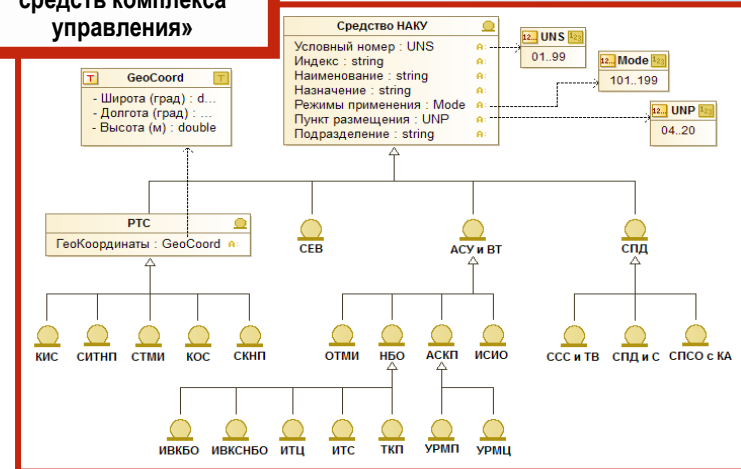 средств комплекса
управления»
Средство НАКУ
Условный номер : UNS
Индекс : string
Наименование : string
Назначение : string
Режимы применения : Mode
Пункт размещения : UNP
Подразделение : string
UNS
01..99
Mode
101..199
UNP
04..20
GeoCoord
- Широта (град) : d...
- Долгота (град) : ...
- Высота (м) : double
РТС
ГеоКоординаты : GeoCoord
СЕВ
АСУ и ВТ
СПД
КИС
СИТНП
СТМИ
КОС
СКНП
ОТМИ
НБО
АСКП
ИСИО
ССС и ТВ
СПД и С
СПСО с КА
ИВКБО
ИВКСНБО
ИТЦ
ИТС
ТКП
УРМП
УРМЦ